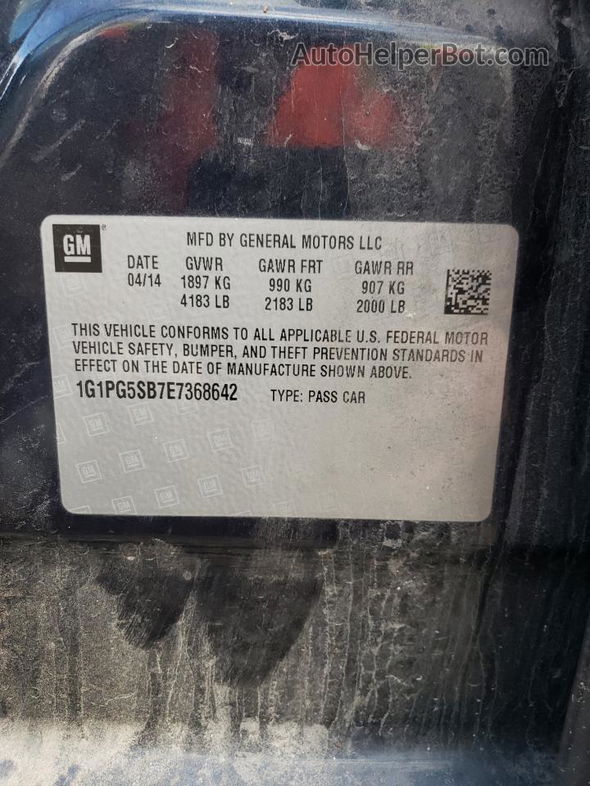 AutoHelperBot.com
GM ®
MFD BY GENERAL MOTORS LLC
DATE GVWR GAWR FRT GAWR RR
04/14 1897 KG 990 KG 907 KG
4183 LB 2183 LB 2000 LB
THIS VEHICLE CONFORMS TO ALL APPLICABLE U.S. FEDERAL MOTOR
VEHICLE SAFETY, BUMPER, AND THEFT PREVENTION STANDARDS IN
EFFECT ON THE DATE OF MANUFACTURE SHOWN ABOVE.
1G1PG5SB7E7368642 TYPE: PASS CAR